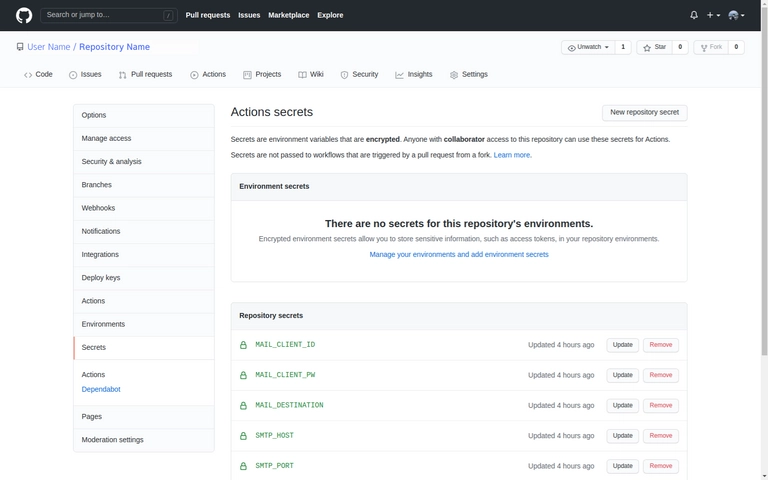 Search or jump to… /
Pull requests Issues Marketplace Explore
User Name / Repository Name
Unwatch 1 Star 0 Fork 0
Code Issues Pull requests Actions Projects Wiki Security Insights Settings
Options
Manage access
Security & analysis
Branches
Webhooks
Notifications
Integrations
Deploy keys
Actions
Environments
Secrets
Actions
Dependabot
Pages
Moderation settings
Actions secrets
New repository secret
Secrets are environment variables that are encrypted. Anyone with collaborator access to this repository can use these secrets for Actions.
Secrets are not passed to workflows that are triggered by a pull request from a fork. Learn more.
Environment secrets
There are no secrets for this repository's environments.
Encrypted environment secrets allow you to store sensitive information, such as access tokens, in your repository environments.
Manage your environments and add environment secrets
Repository secrets
MAIL_CLIENT_ID Updated 4 hours ago Update Remove
MAIL_CLIENT_PW Updated 4 hours ago Update Remove
MAIL_DESTINATION Updated 4 hours ago Update Remove
SMTP_HOST Updated 4 hours ago Update Remove
SMTP_PORT Updated 4 hours ago Update Remove